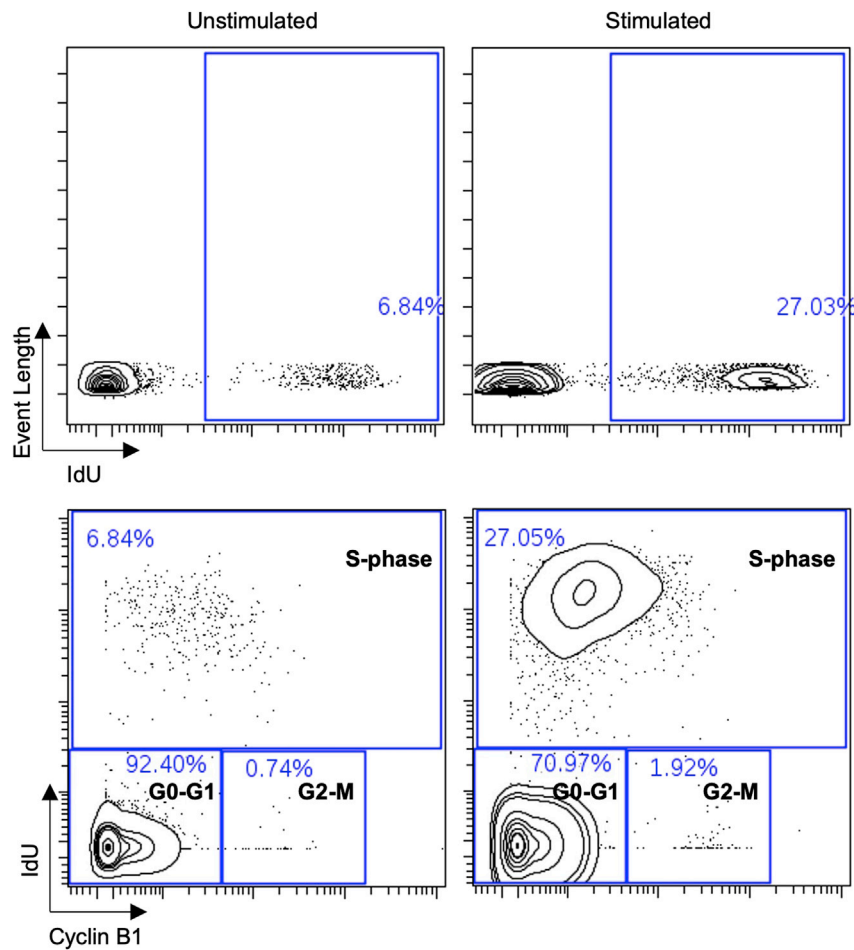 Unstimulated
Stimulated
6.84%
27.03%
Event Length
IdU
6.84%
S-phase
27.05%
S-phase
92.40%
0.74%
G0-G1
G2-M
70.97%
1.92%
G0-G1
G2-M
IdU
Cyclin B1